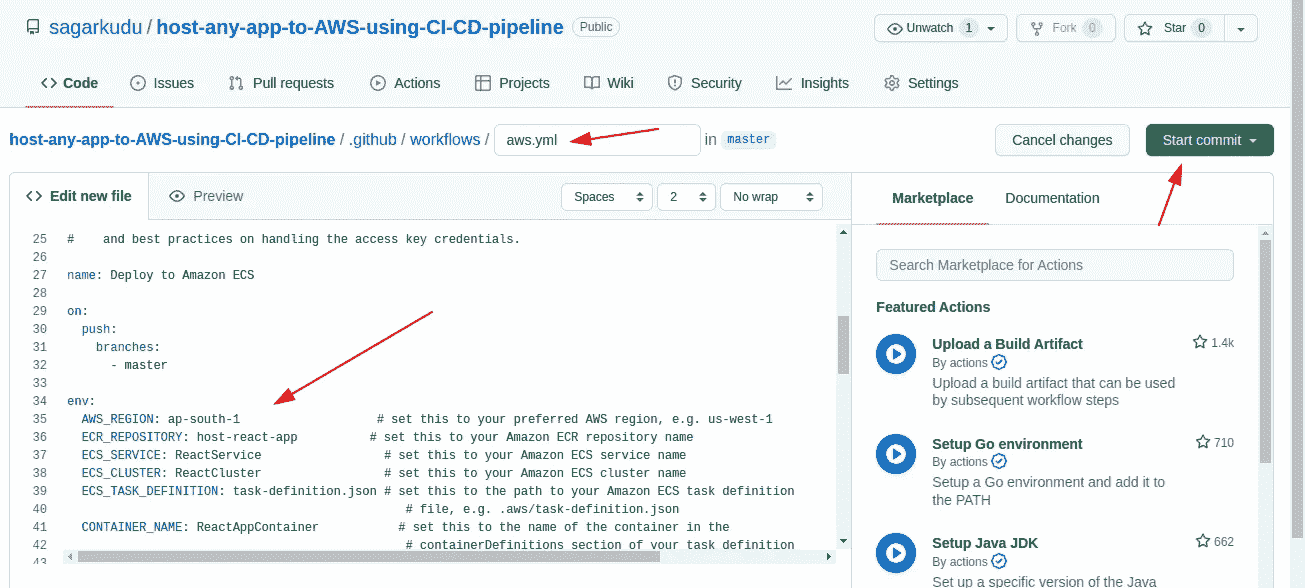 sagarkudu / host-any-app-to-AWS-using-CI-CD-pipeline Public Unwatch 1 Fork 0 Star 0
Code Issues Pull requests Actions Projects Wiki Security Insights Settings
host-any-app-to-AWS-using-CI-CD-pipeline / .github / workflows / aws.yml in master Cancel changes Start commit
Edit new file Preview Spaces 2 No wrap
Marketplace Documentation
25 # and best practices on handling the access key credentials.
26
27 name: Deploy to Amazon ECS
28
29 on:
30 push:
31 branches:
32 - master
33
34 env:
35 AWS_REGION: ap-south-1 # set this to your preferred AWS region, e.g. us-west-1
36 ECR_REPOSITORY: host-react-app # set this to your Amazon ECR repository name
37 ECS_SERVICE: ReactService # set this to your Amazon ECS service name
38 ECS_CLUSTER: ReactCluster # set this to your Amazon ECS cluster name
39 ECS_TASK_DEFINITION: task-definition.json # set this to the path to your Amazon ECS task definition
40 # file, e.g. .aws/task-definition.json
41 CONTAINER_NAME: ReactAppContainer # set this to the name of the container in the
42 # containerDefinitions section of your task definition
43
Search Marketplace for Actions
Featured Actions
Upload a Build Artifact 1.4k
By actions
Upload a build artifact that can be used
by subsequent workflow steps
Setup Go environment 710
By actions
Setup a Go environment and add it to
the PATH
Setup Java JDK 662
By actions
Set up a specific version of the Java